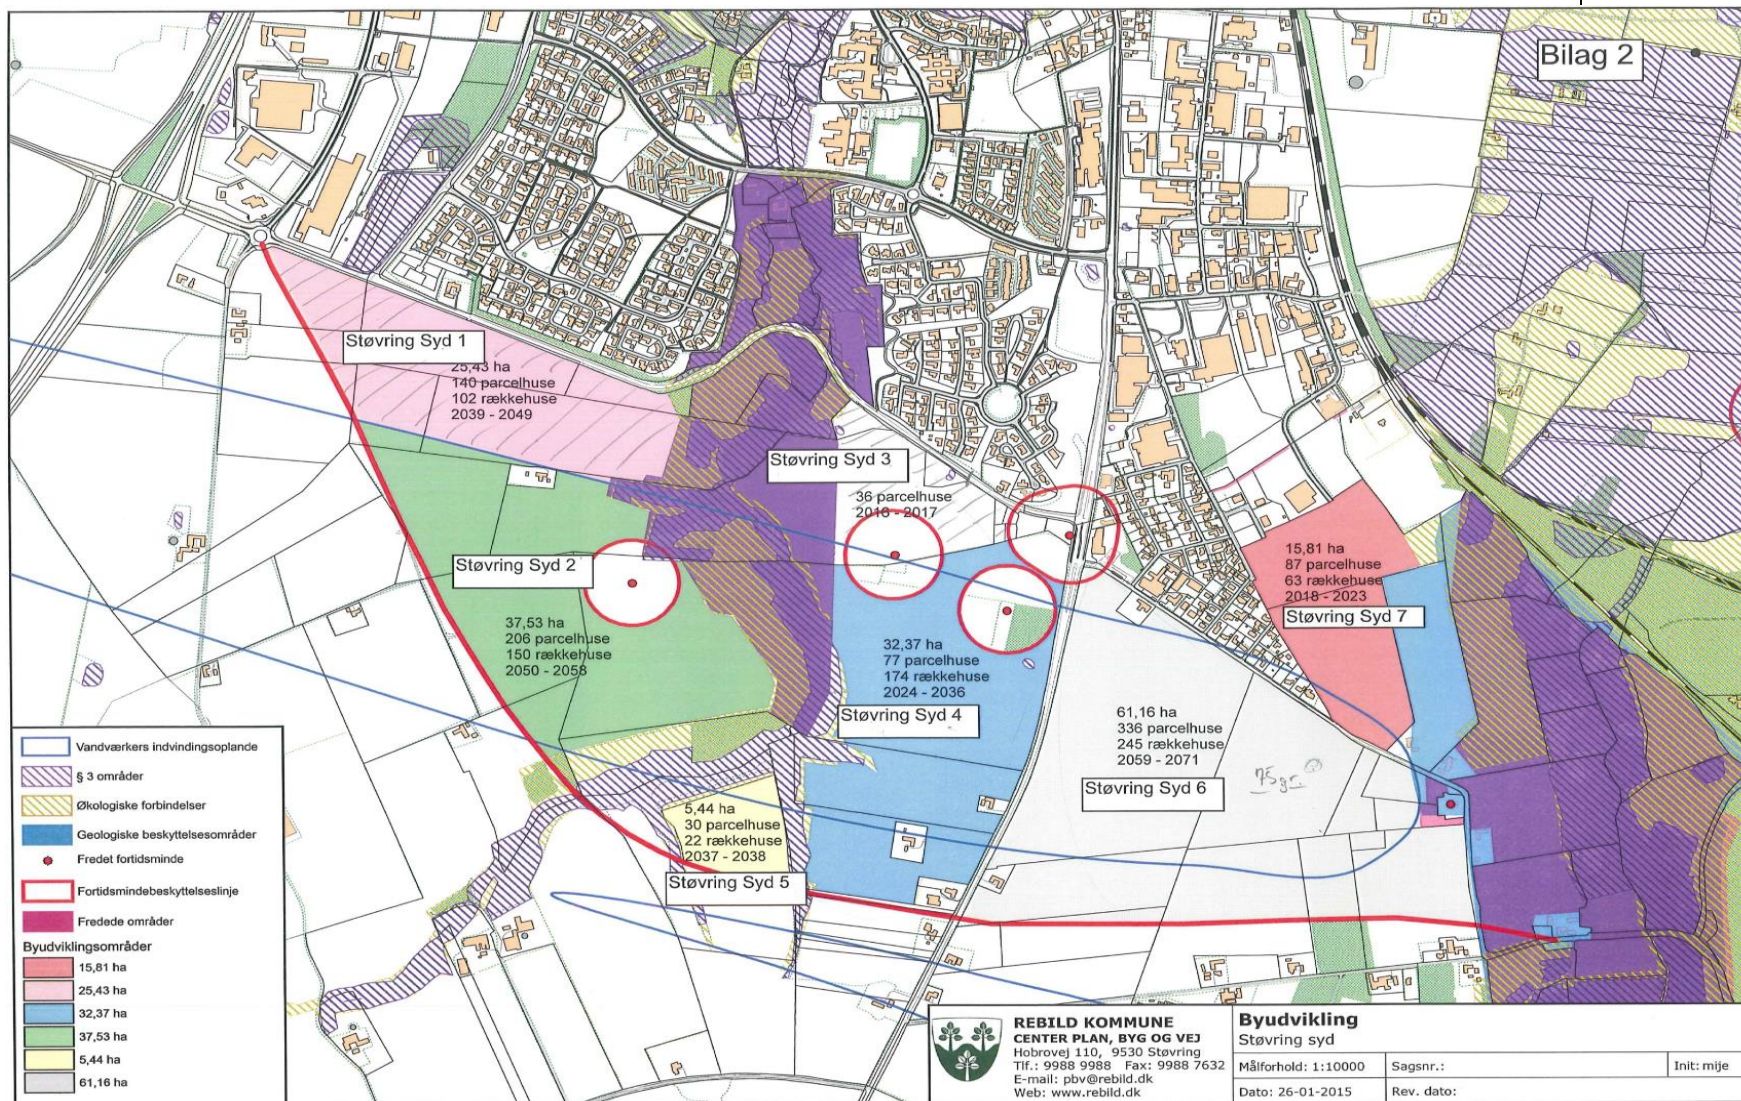 Bilag 2
Støvring Syd 1
25,43 ha
140 parcelhuse
102 rækkehuse
2039 - 2049
Støvring Syd 3
36 parcelhuse
2016 - 2017
Støvring Syd 2
37,53 ha
206 parcelhuse
150 rækkehuse
2050 - 2058
15,81 ha
87 parcelhuse
63 rækkehuse
2018 - 2023
Støvring Syd 7
32,37 ha
77 parcelhuse
174 rækkehuse
2024 - 2036
Støvring Syd 4
61,16 ha
336 parcelhuse
245 rækkehuse
2059 - 2071
Støvring Syd 6
5,44 ha
30 parcelhuse
22 rækkehuse
2037 - 2038
Støvring Syd 5
Vandværkers indvindingsoplande
§ 3 områder
Økologiske forbindelser
Geologiske beskyttelsesområder
Fredet fortidsminde
Fortidsmindebeskyttelseslinje
Fredede områder
Byudviklingsområder
15,81 ha
25,43 ha
32,37 ha
37,53 ha
5,44 ha
61,16 ha
REBILD KOMMUNE
CENTER PLAN, BYG OG VEJ
Hobrovej 110, 9530 Støvring
Tlf.: 9988 9988 Fax: 9988 7632
E-mail: pbv@rebild.dk
Web: www.rebild.dk
Byudvikling
Støvring syd
Målforhold: 1:10000
Sagsnr.:
Init: mije
Dato: 26-01-2015
Rev. dato: